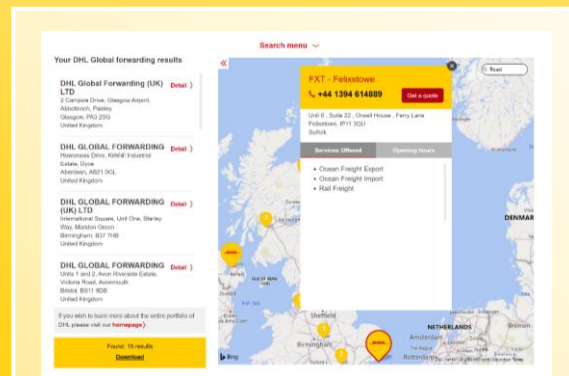 Search menu
Your DHL Global forwarding results
DHL Global Forwarding (UK) LTD
Detail
2 Campsie Drive, Glasgow Airport,
Abbotsinch, Paisley
Glasgow, PA3 2SG
United Kingdom
DHL GLOBAL FORWARDING
Detail
Howemoss Drive, Kirkhill Industrial
Estate, Dyce
Aberdeen, AB21 0GL
United Kingdom
DHL GLOBAL FORWARDING (UK) LTD
Detail
International Square, Unit One, Starley
Way, Marston Green
Birmingham, B37 7HB
United Kingdom
DHL GLOBAL FORWARDING
Detail
Units 1 and 2, Avon Riverside Estate,
Victoria Road, Avonmouth
Bristol, BS11 9DB
United Kingdom
If you wish to learn more about the entire portfolio of
DHL please visit our homepage
Found: 15 results
Download
FXT - Felixstowe
+44 1394 614889
Get a quote
Unit 6 , Suite 22 , Orwell House , Ferry Lane
Felixstowe, IP11 3QU
Suffolk
Services Offered
Opening hours
Ocean Freight Export
Ocean Freight Import
Rail Freight
Road
DENMAR
ISLE OF MAN
Sheffield
Birmingham
NETHERLANDS
Amsterdam
Rotterdam
Bremen
Bing